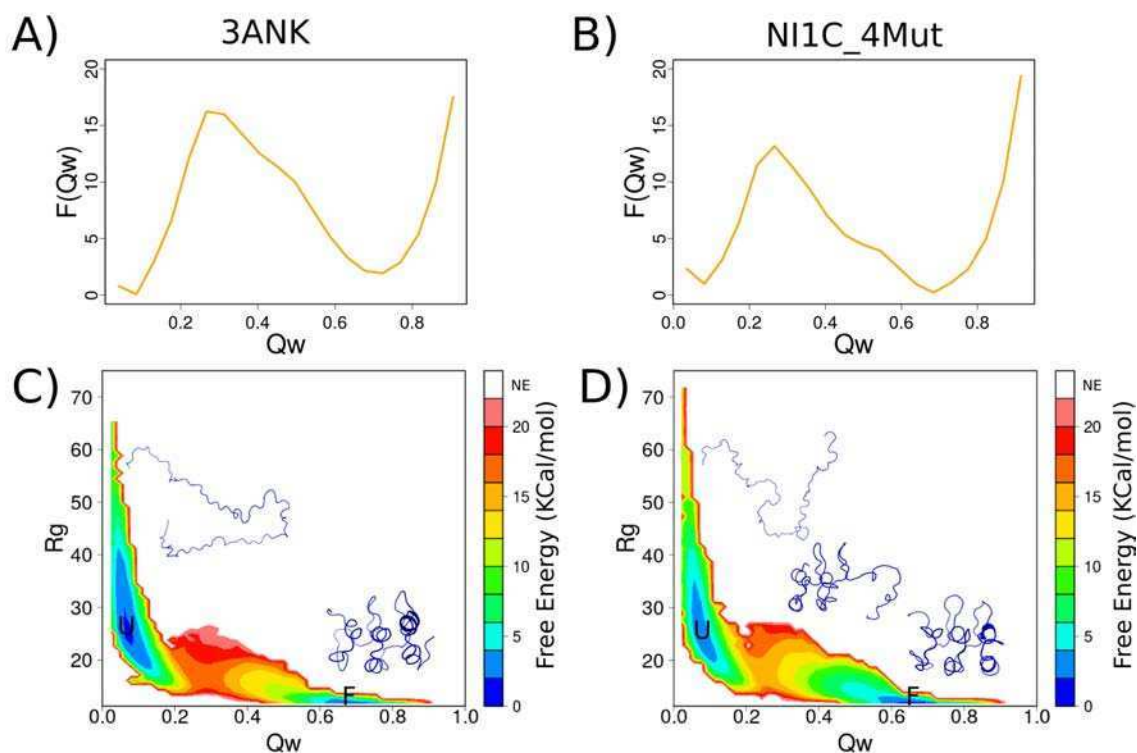 A) 3ANK
B) NI1C_4Mut
F(Qw)
20
15
10
5
0
0.2 0.4 0.6 0.8
Qw
F(Qw)
20
15
10
5
0
0.0 0.2 0.4 0.6 0.8
Qw
C)
Rg
70
60
50
40
30
20
U
F
0.0 0.2 0.4 0.6 0.8 1.0
Qw
NE
20
15
10
5
0
Free Energy (KCal/mol)
D)
Rg
70
60
50
40
30
20
U
F
0.0 0.2 0.4 0.6 0.8 1.0
Qw
NE
20
15
10
5
0
Free Energy (KCal/mol)